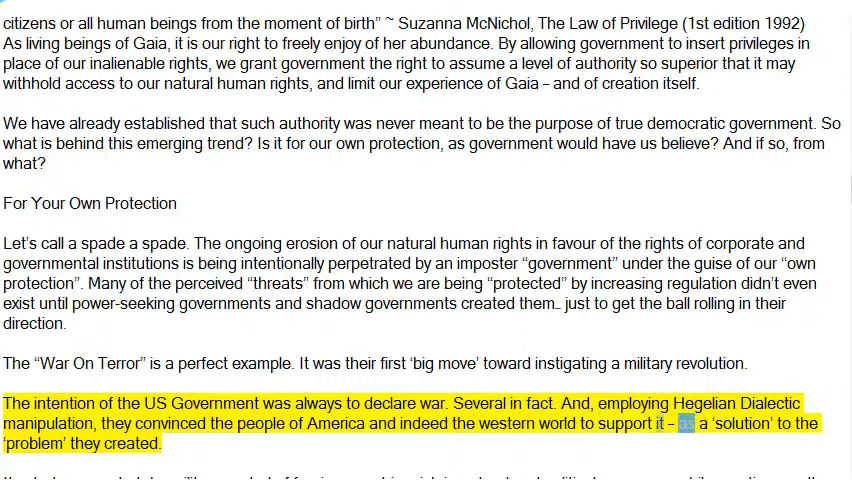 citizens or all human beings from the moment of birth” ~ Suzanna McNichol, The Law of Privilege (1st edition 1992)
As living beings of Gaia, it is our right to freely enjoy of her abundance. By allowing government to insert privileges in
place of our inalienable rights, we grant government the right to assume a level of authority so superior that it may
withhold access to our natural human rights, and limit our experience of Gaia – and of creation itself.
We have already established that such authority was never meant to be the purpose of true democratic government. So
what is behind this emerging trend? Is it for our own protection, as government would have us believe? And if so, from
what?
For Your Own Protection
Let’s call a spade a spade. The ongoing erosion of our natural human rights in favour of the rights of corporate and
governmental institutions is being intentionally perpetrated by an imposter “government” under the guise of our “own
protection”. Many of the perceived “threats” from which we are being “protected” by increasing regulation didn’t even
exist until power-seeking governments and shadow governments created them… just to get the ball rolling in their
direction.
The “War On Terror” is a perfect example. It was their first ‘big move’ toward instigating a military revolution.
The intention of the US Government was always to declare war. Several in fact. And, employing Hegelian Dialectic
manipulation, they convinced the people of America and indeed the western world to support it – as a ‘solution’ to the
‘problem’ they created.